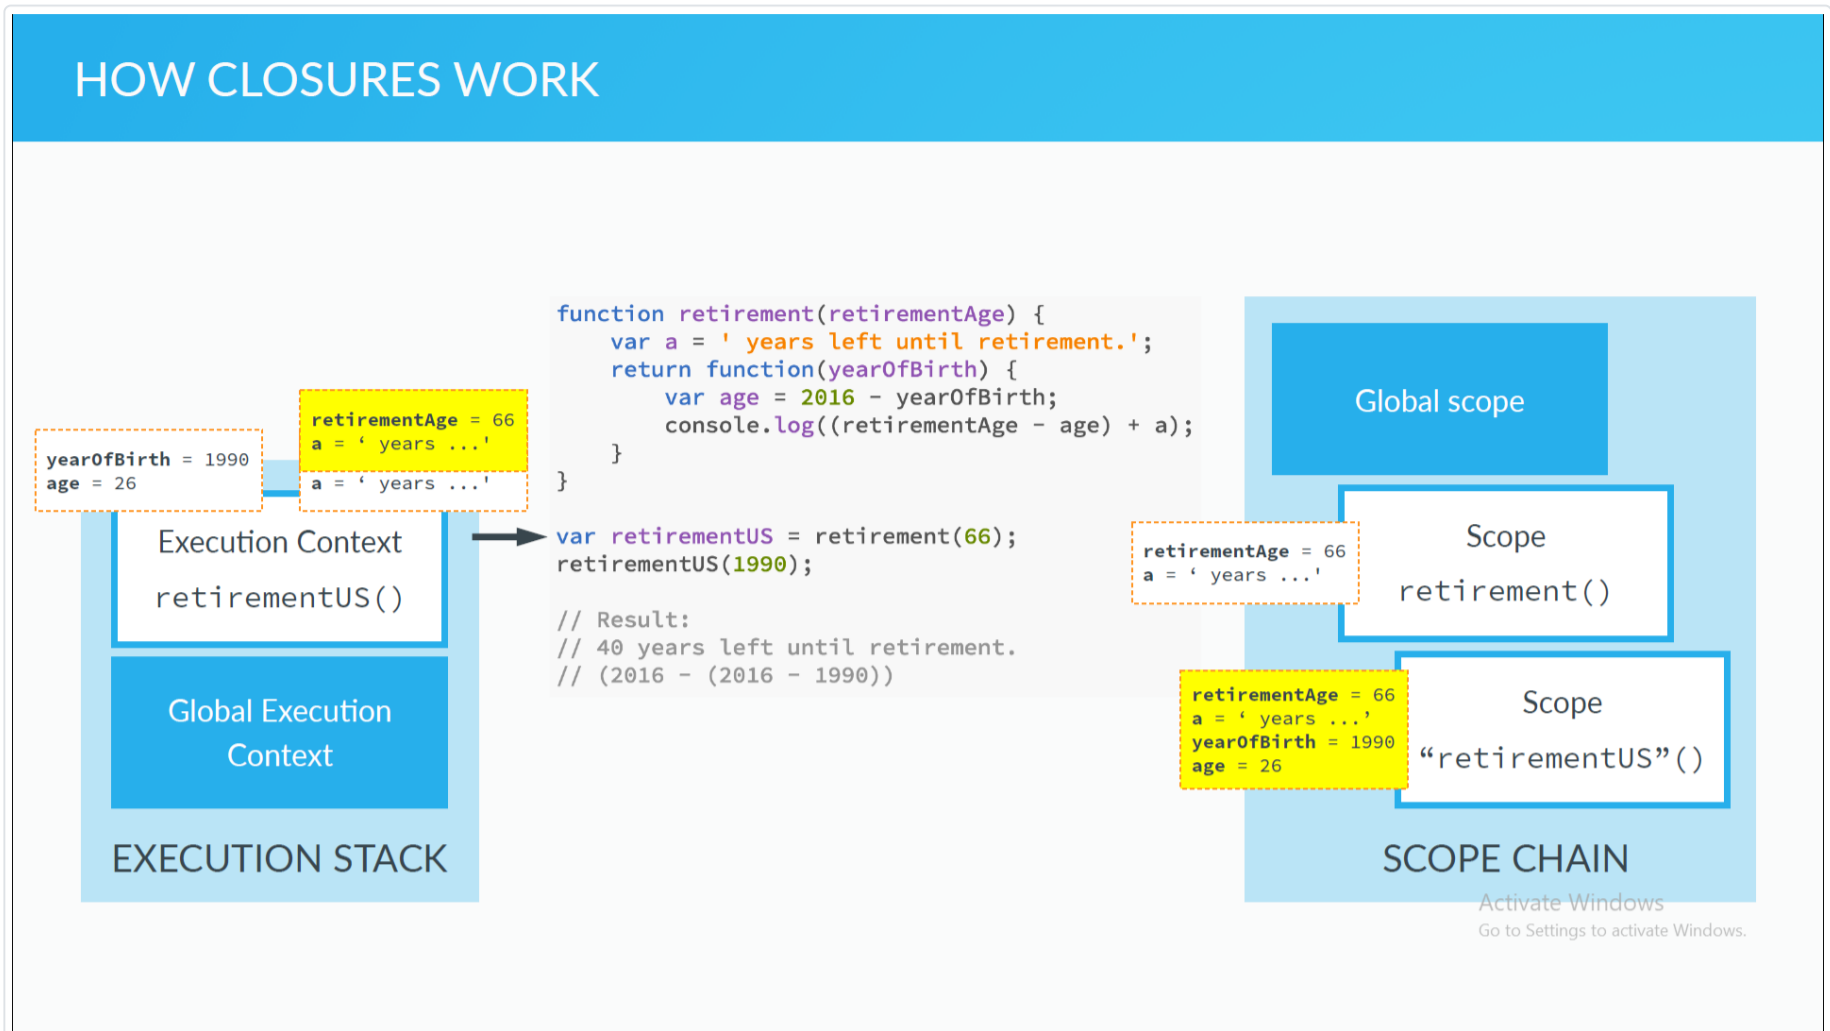 HOW CLOSURES WORK
retirementAge = 66
a = ‘ years ...'
a = ‘ years ...'
yearOfBirth = 1990
age = 26
Execution Context
retirementUS()
Global Execution
Context
EXECUTION STACK
function retirement(retirementAge) {
    var a = ' years left until retirement.';
    return function(yearOfBirth) {
        var age = 2016 - yearOfBirth;
        console.log((retirementAge - age) + a);
    }
}
var retirementUS = retirement(66);
retirementUS(1990);
// Result:
// 40 years left until retirement.
// (2016 - (2016 - 1990))
Global scope
retirementAge = 66
a = ‘ years ...'
Scope
retirement()
retirementAge = 66
a = ‘ years ...’
yearOfBirth = 1990
age = 26
Scope
“retirementUS”()
SCOPE CHAIN
Activate Windows
Go to Settings to activate Windows.